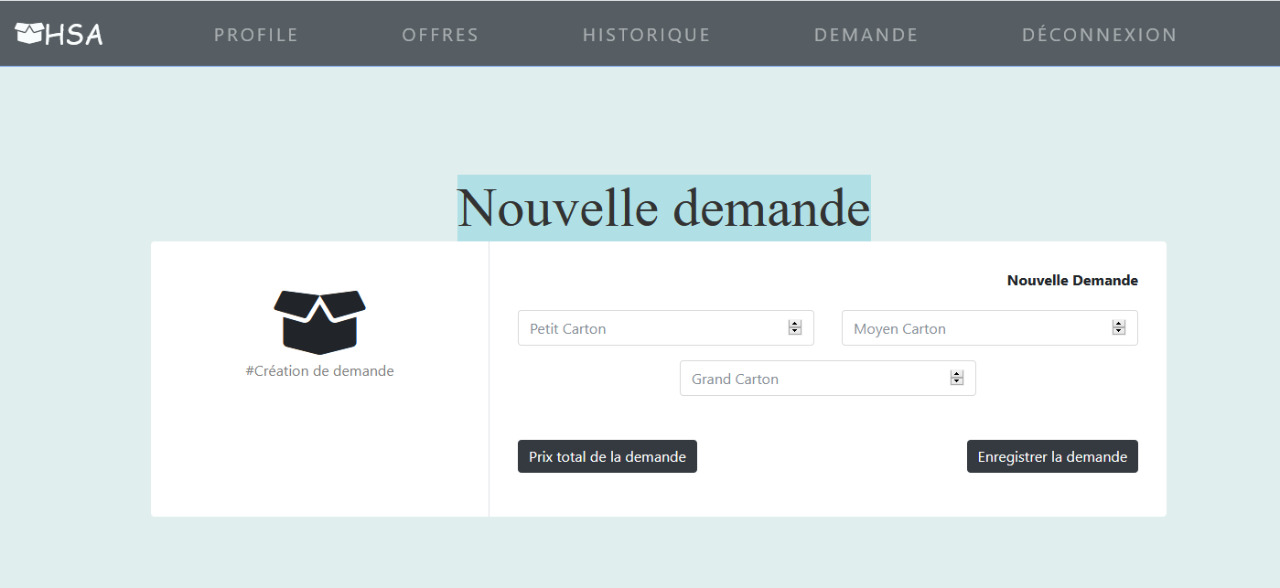 HSA PROFILE OFFRES HISTORIQUE DEMANDE DÉCONNEXION
Nouvelle demande
#Création de demande
Nouvelle Demande
Petit Carton Moyen Carton
Grand Carton
Prix total de la demande Enregistrer la demande